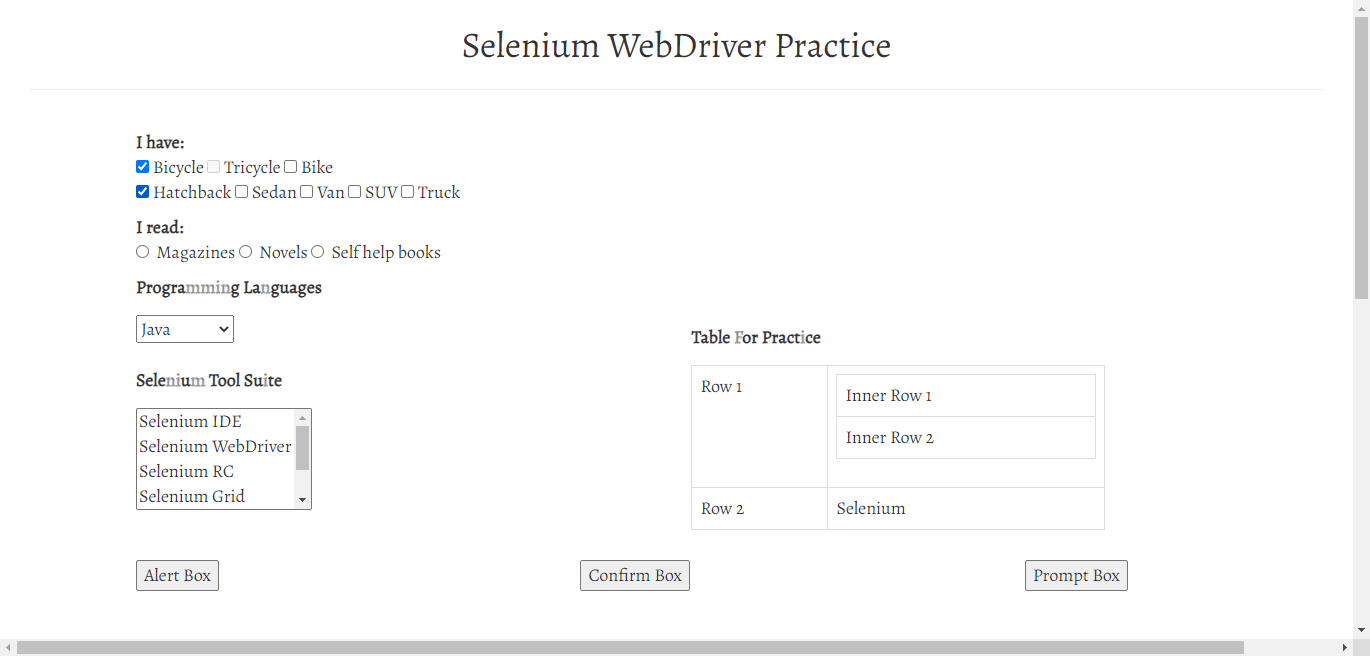 Selenium WebDriver Practice
I have:
Bicycle Tricycle Bike
Hatchback Sedan Van SUV Truck
I read:
Magazines Novels Self help books
Programming Languages
Java
Selenium Tool Suite
Selenium IDE
Selenium WebDriver
Selenium RC
Selenium Grid
Table For Practice
Row 1
Inner Row 1
Inner Row 2
Row 2 Selenium
Alert Box Confirm Box Prompt Box